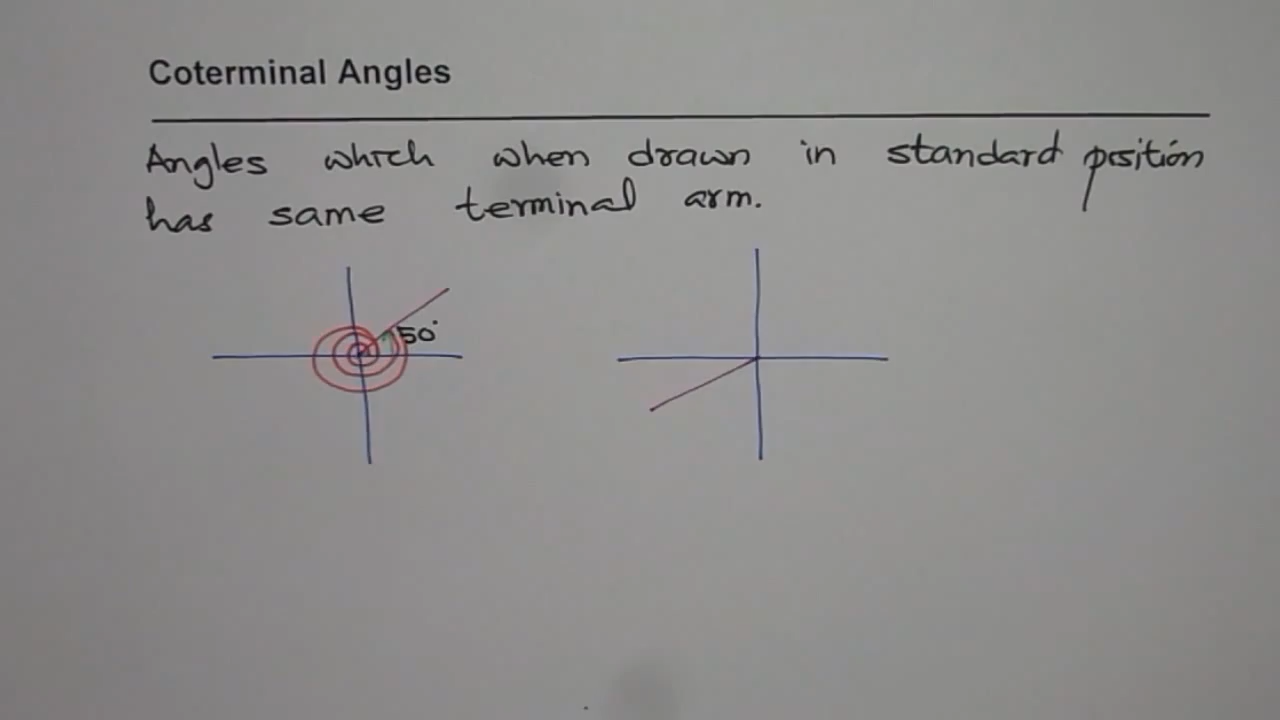 Coterminal Angles
Angles which when drawn in standard position
has same terminal arm.
50°